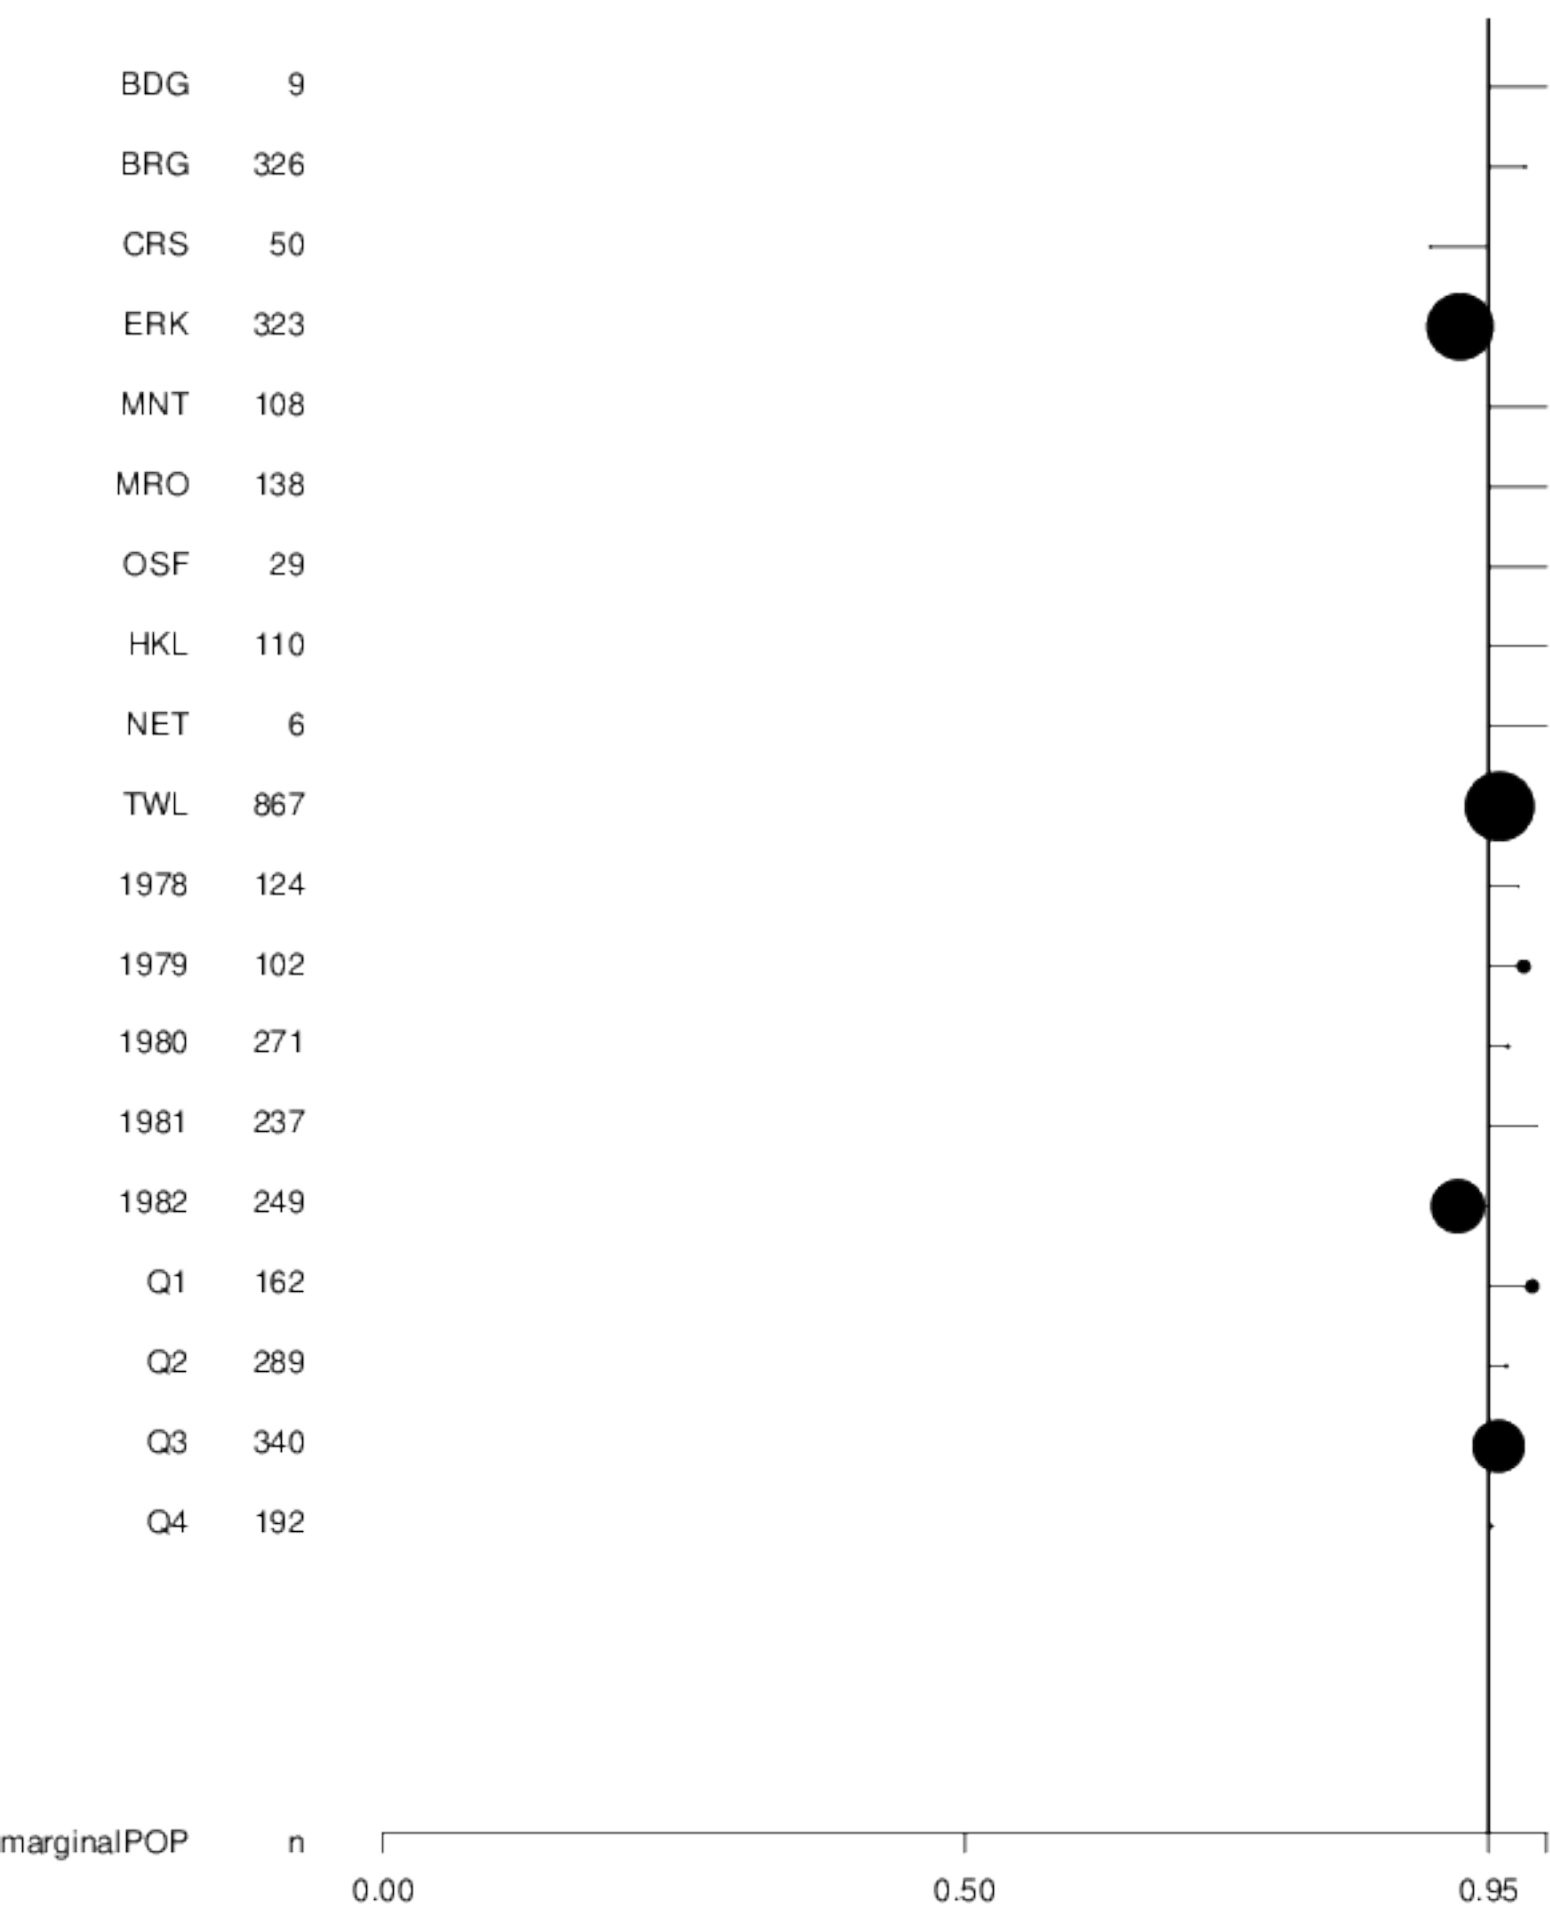 BDG 9
BRG 326
CRS 50
ERK 323
MNT 108
MRO 138
OSF 29
HKL 110
NET 6
TWL 867
1978 124
1979 102
1980 271
1981 237
1982 249
Q1 162
Q2 289
Q3 340
Q4 192
marginalPOP n
0.00 0.50 0.95